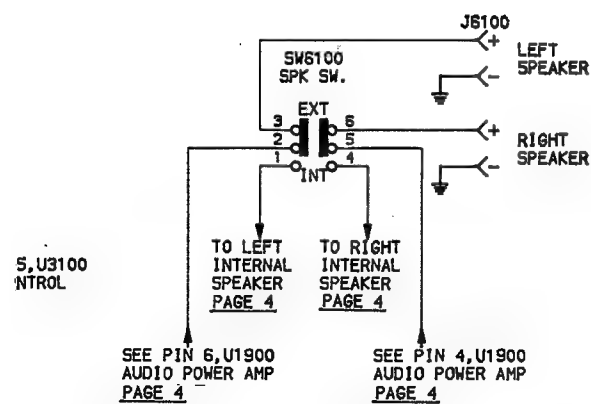 J6100
SW6100
SPK SW.
+
LEFT
SPEAKER
-
EXT
3
6
2
5
+
RIGHT
SPEAKER
-
1
4
INT
TO LEFT
INTERNAL
SPEAKER
PAGE 4
TO RIGHT
INTERNAL
SPEAKER
PAGE 4
5,U3100
NTROL
SEE PIN 6,U1900
AUDIO POWER AMP
PAGE 4
SEE PIN 4,U1900
AUDIO POWER AMP
PAGE 4